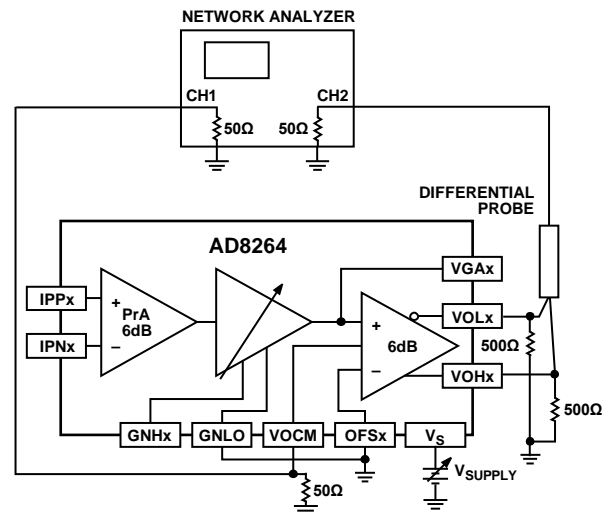 NETWORK ANALYZER
CH1
CH2
50Ω
50Ω
DIFFERENTIAL
PROBE
AD8264
VGAx
IPPx
+
PrA
6dB
–
IPNx
+
6dB
–
VOLx
500Ω
VOHx
500Ω
GNHx
GNLO
VOCM
OFSx
VS
50Ω
VSUPPLY